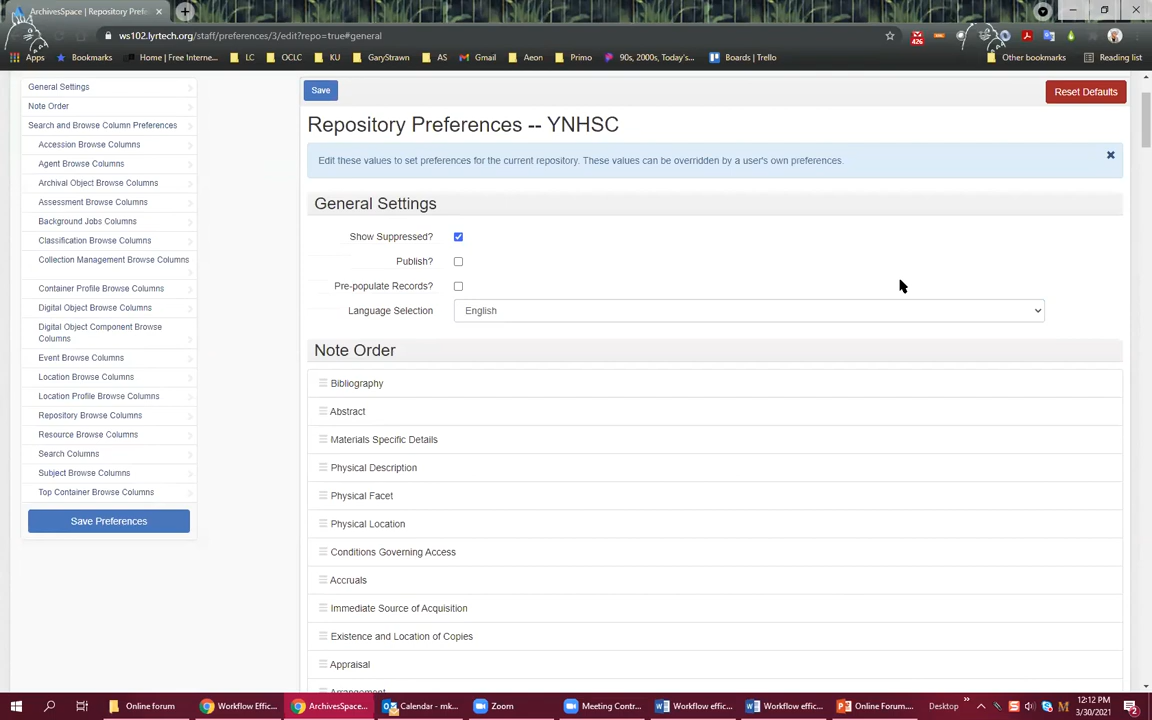 ArchivesSpace | Repository Prefe
ws102.lyrtech.org/staff/preferences/3/edit?repo=true#general
426
Apps Bookmarks Home | Free Interne... LC OCLC KU GaryStrawn AS Gmail Aeon Primo 90s, 2000s, Today's... Boards | Trello Other bookmarks Reading list
General Settings
Note Order
Search and Browse Column Preferences
Accession Browse Columns
Agent Browse Columns
Archival Object Browse Columns
Assessment Browse Columns
Background Jobs Columns
Classification Browse Columns
Collection Management Browse Columns
Container Profile Browse Columns
Digital Object Browse Columns
Digital Object Component Browse
Columns
Event Browse Columns
Location Browse Columns
Location Profile Browse Columns
Repository Browse Columns
Resource Browse Columns
Search Columns
Subject Browse Columns
Top Container Browse Columns
Save Preferences
Save
Reset Defaults
Repository Preferences -- YNHSC
Edit these values to set preferences for the current repository. These values can be overridden by a user's own preferences.
General Settings
Show Suppressed?
Publish?
Pre-populate Records?
Language Selection English
Note Order
Bibliography
Abstract
Materials Specific Details
Physical Description
Physical Facet
Physical Location
Conditions Governing Access
Accruals
Immediate Source of Acquisition
Existence and Location of Copies
Appraisal
Arrangement
Online forum Workflow Effic... ArchivesSpace... Calendar - mk... Zoom Meeting Contr... Workflow effic... Workflow effic... Online Forum.... Desktop
12:12 PM
3/30/2021
2